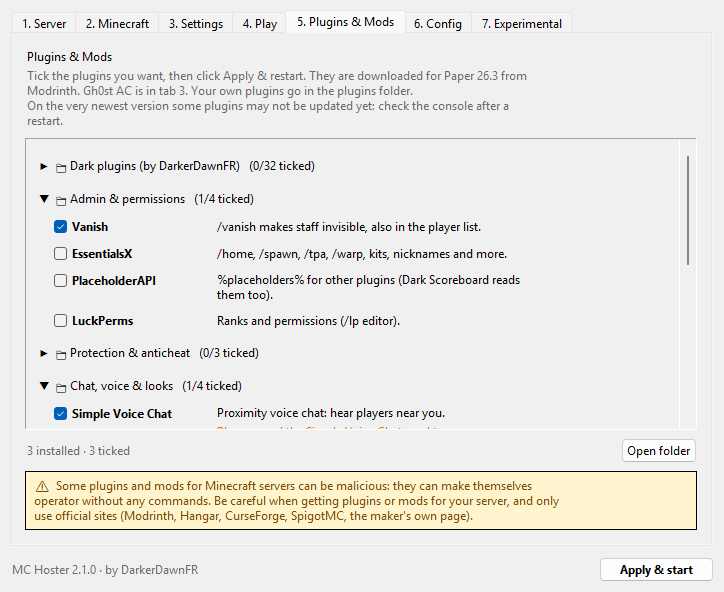 1. Server 2. Minecraft 3. Settings 4. Play 5. Plugins & Mods 6. Config 7. Experimental
Plugins & Mods
Tick the plugins you want, then click Apply & restart. They are downloaded for Paper 26.3 from
Modrinth. Gh0st AC is in tab 3. Your own plugins go in the plugins folder.
On the very newest version some plugins may not be updated yet: check the console after a
restart.
Dark plugins (by DarkerDawnFR) (0/32 ticked)
Admin & permissions (1/4 ticked)
Vanish /vanish makes staff invisible, also in the player list.
EssentialsX /home, /spawn, /tpa, /warp, kits, nicknames and more.
PlaceholderAPI %placeholders% for other plugins (Dark Scoreboard reads
them too).
LuckPerms Ranks and permissions (/lp editor).
Protection & anticheat (0/3 ticked)
Chat, voice & looks (1/4 ticked)
Simple Voice Chat Proximity voice chat: hear players near you.
3 installed · 3 ticked Open folder
⚠ Some plugins and mods for Minecraft servers can be malicious: they can make themselves
operator without any commands. Be careful when getting plugins or mods for your server, and only
use official sites (Modrinth, Hangar, CurseForge, SpigotMC, the maker's own page).
MC Hoster 2.1.0 · by DarkerDawnFR Apply & start